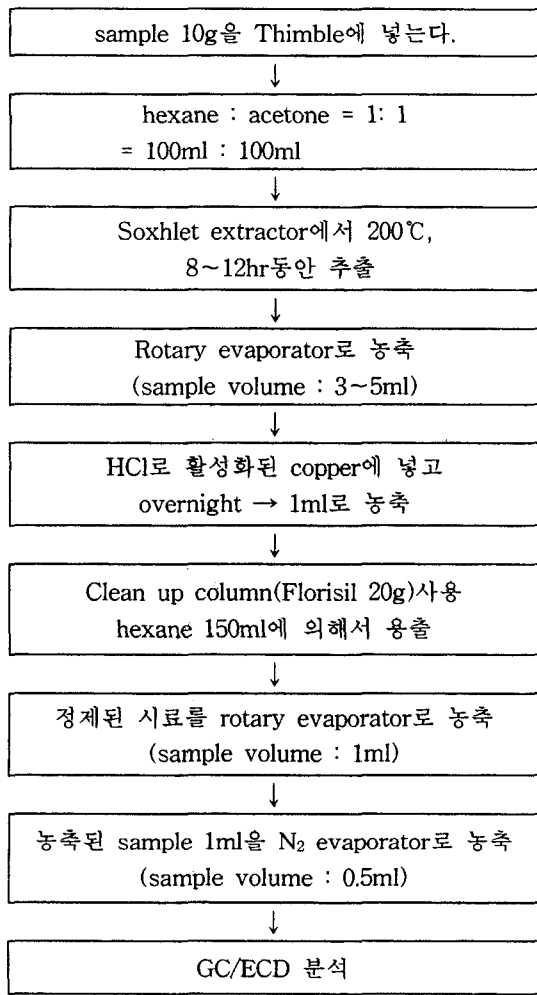 sample 10g을 Thimble에 넣는다.
↓
hexane : acetone = 1: 1
= 100ml : 100ml
↓
Soxhlet extractor에서 200℃,
8~12hr동안 추출
↓
Rotary evaporator로 농축
(sample volume : 3~5ml)
↓
HCl로 활성화된 copper에 넣고
overnight → 1ml로 농축
↓
Clean up column(Florisil 20g)사용
hexane 150ml에 의해서 용출
↓
정제된 시료를 rotary evaporator로 농축
(sample volume : 1ml)
↓
농축된 sample 1ml을 N₂ evaporator로 농축
(sample volume : 0.5ml)
↓
GC/ECD 분석